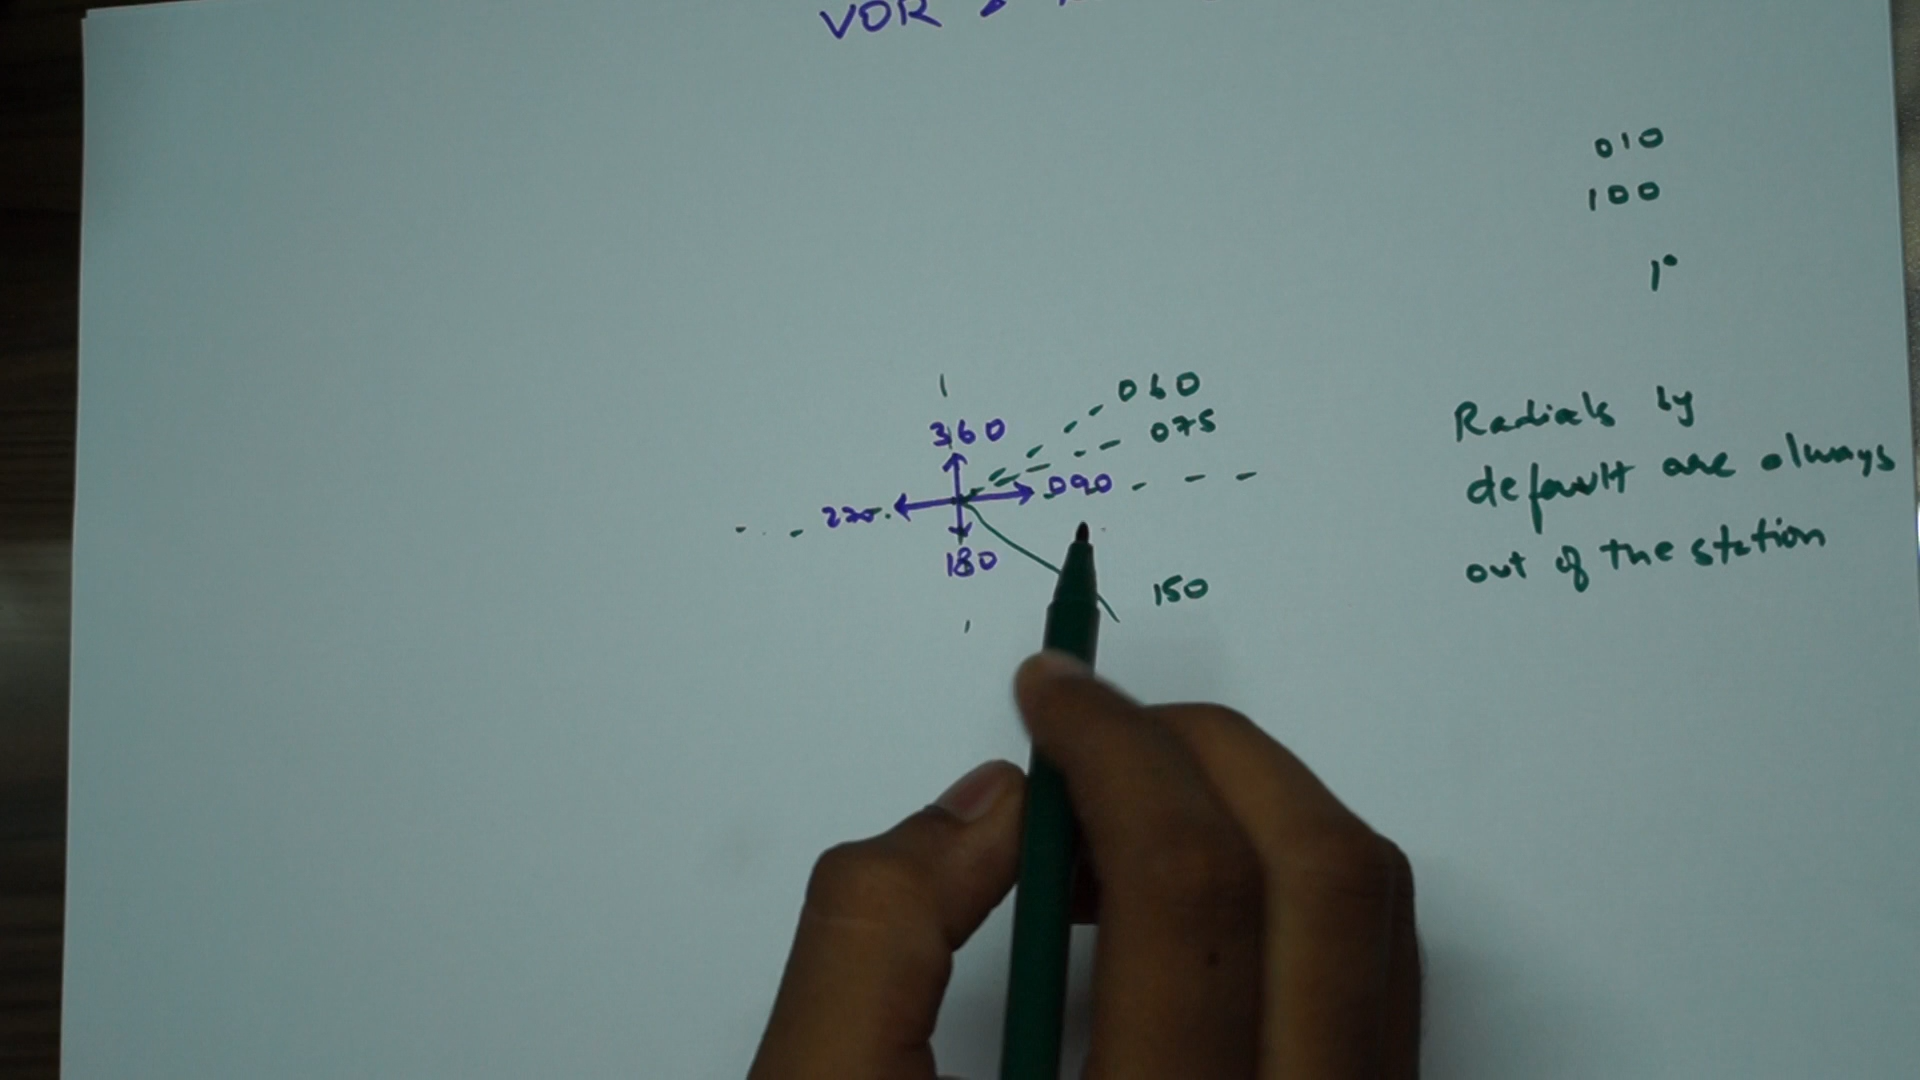 VOR
010
100
1°
060
360
075
090
270
180
150
Radials by
default are always
out of the station